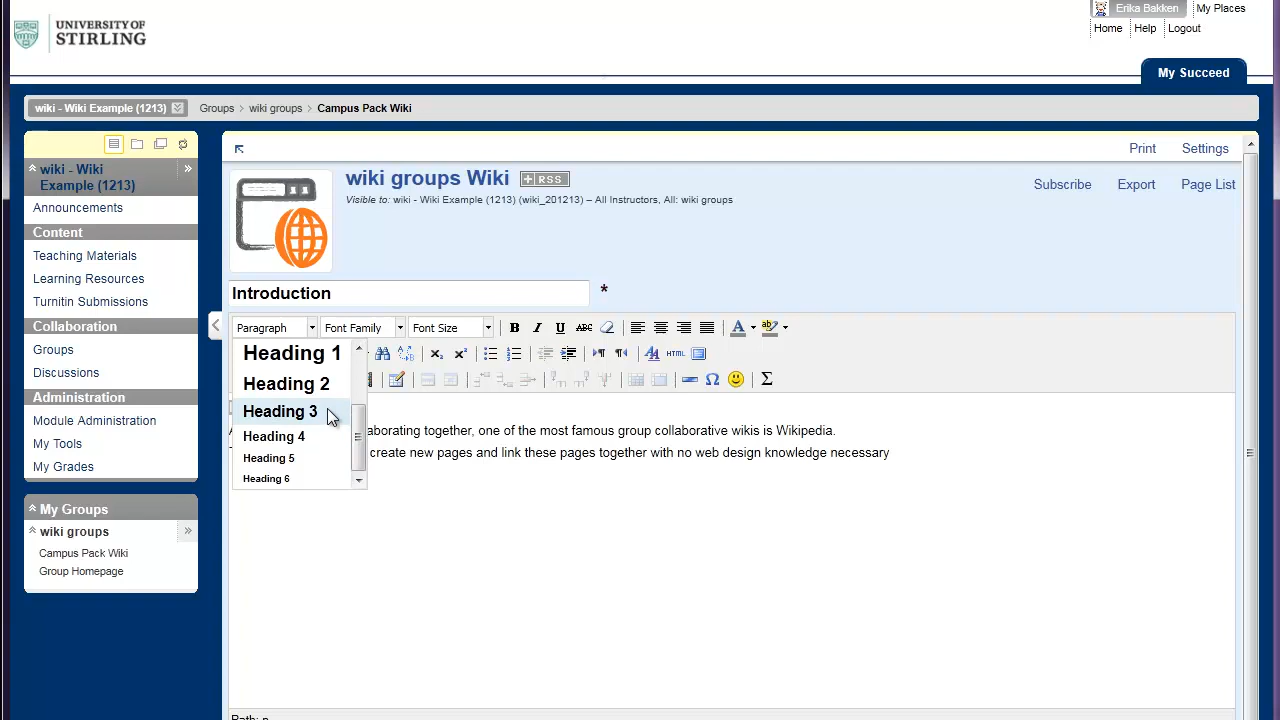 UNIVERSITY OF
STIRLING
Erika Bakken
My Places
Home
Help
Logout
My Succeed
wiki - Wiki Example (1213)
Groups > wiki groups > Campus Pack Wiki
wiki - Wiki
Example (1213)
Announcements
Content
Teaching Materials
Learning Resources
Turnitin Submissions
Collaboration
Groups
Discussions
Administration
Module Administration
My Tools
My Grades
My Groups
wiki groups
Campus Pack Wiki
Group Homepage
Print
Settings
wiki groups Wiki
RSS
Visible to: wiki - Wiki Example (1213) (wiki_201213) – All Instructors, All: wiki groups
Subscribe
Export
Page List
Introduction *
Paragraph
Font Family
Font Size
B I U ABC
HTML
Heading 1
Heading 2
Heading 3
Heading 4
Heading 5
Heading 6
aborating together, one of the most famous group collaborative wikis is Wikipedia.
create new pages and link these pages together with no web design knowledge necessary
Path: p